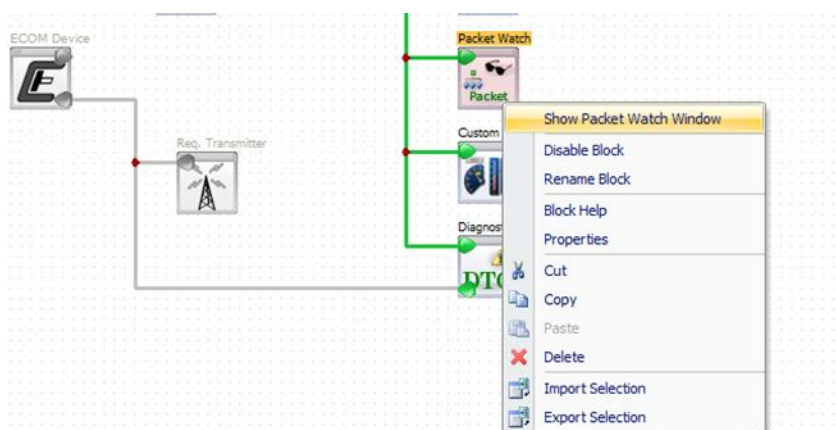 ECOM Device
Packet Watch
Packet
Show Packet Watch Window
Custom
Disable Block
Req. Transmitter
Rename Block
Block Help
Properties
DTC
Cut
Copy
Paste
Delete
Import Selection
Export Selection